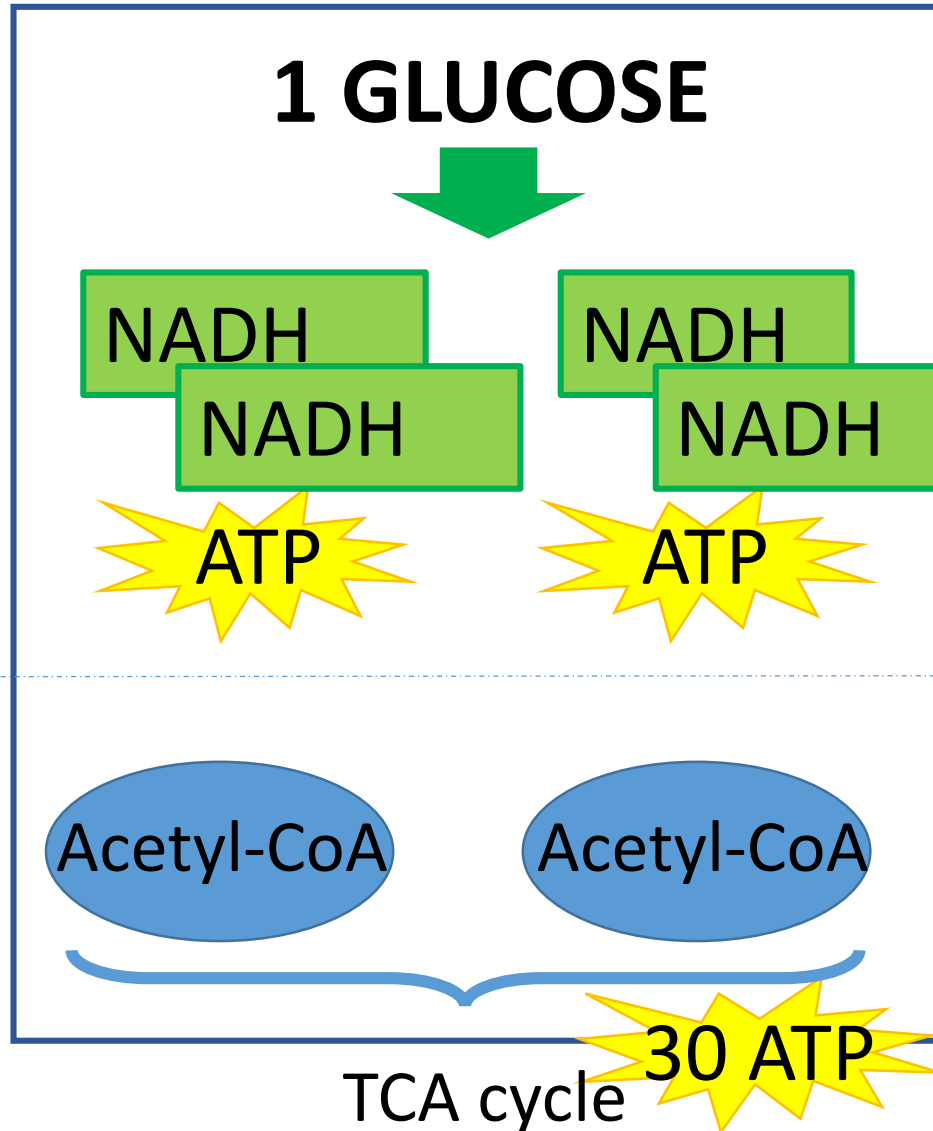 1 GLUCOSE
NADH NADH
NADH NADH
ATP ATP
Acetyl-CoA Acetyl-CoA
30 ATP
TCA cycle